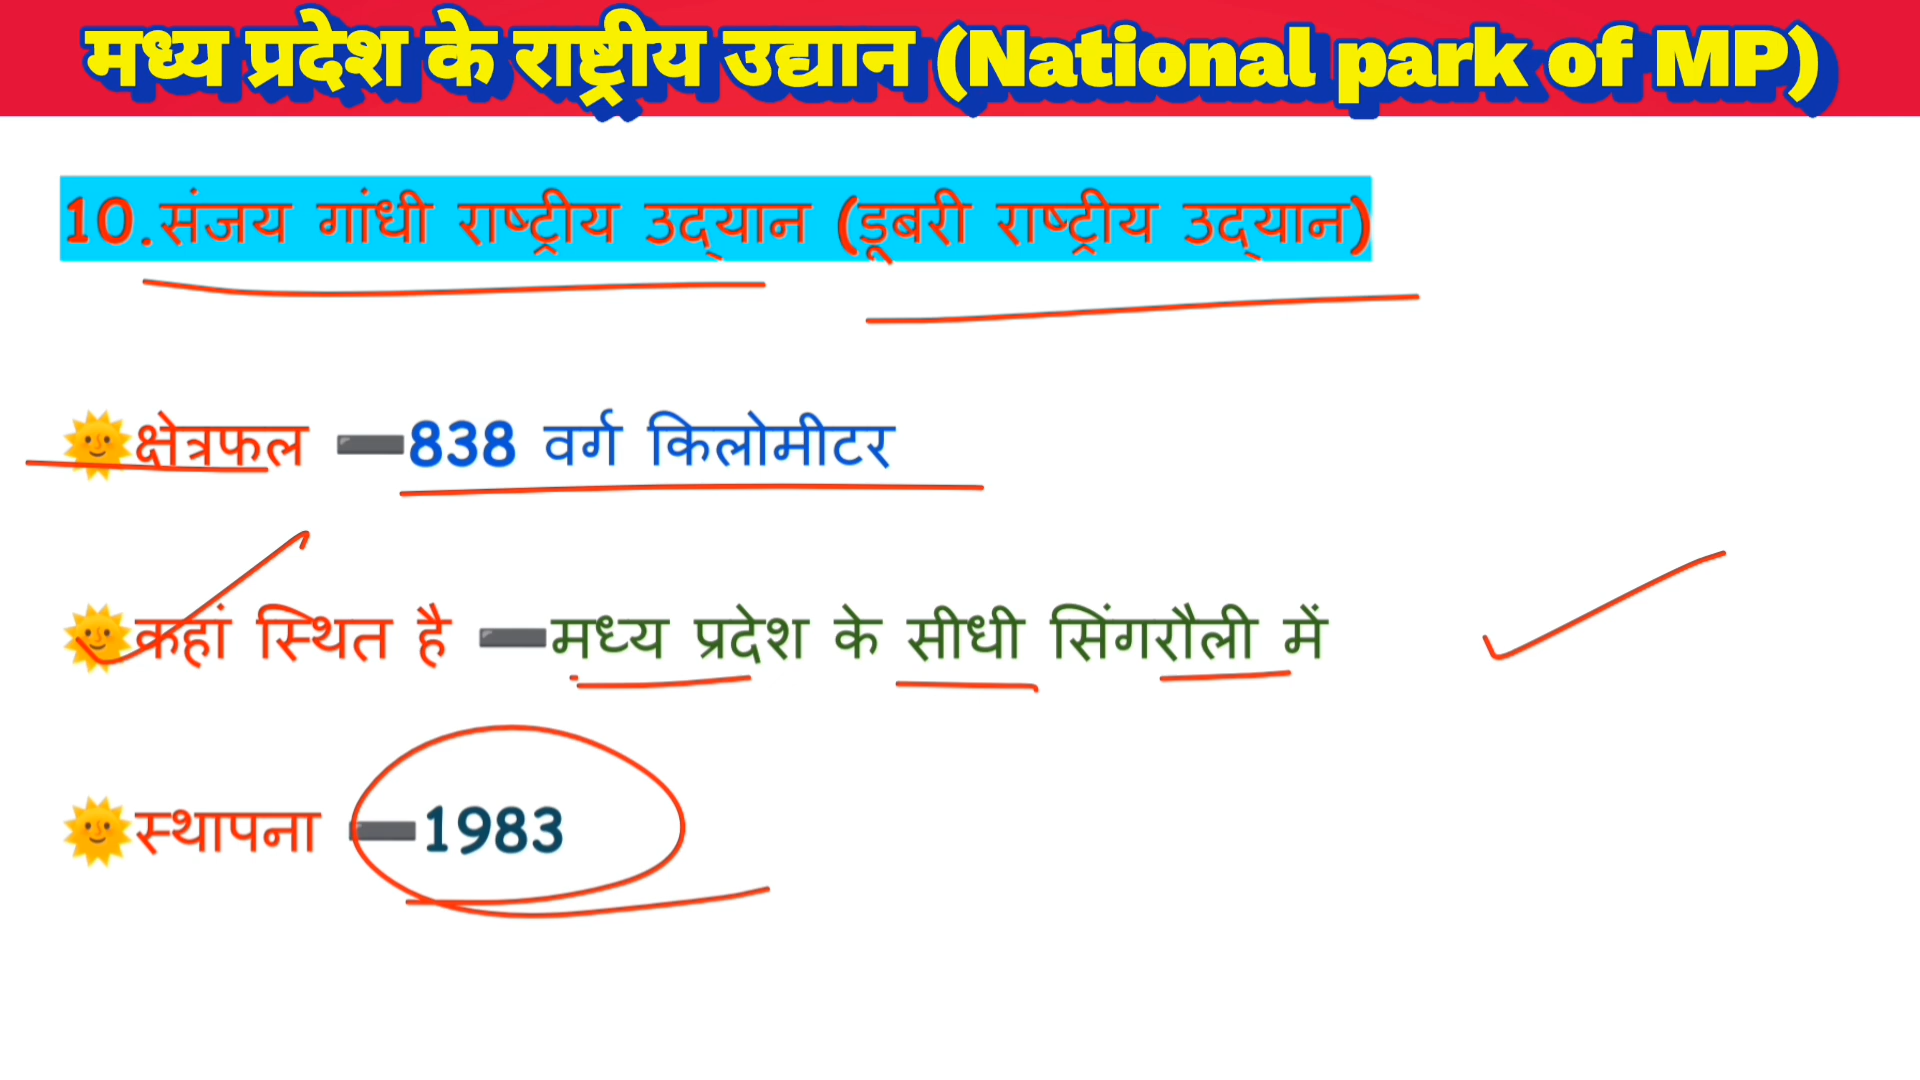 मध्य प्रदेश के राष्ट्रीय उद्यान (National park of MP)
10.संजय गांधी राष्ट्रीय उद्‌यान (डूबरी राष्ट्रीय उद्‌यान)
🌞क्षेत्रफल ➖838 वर्ग किलोमीटर
🌞कहां स्थित है ➖मध्य प्रदेश के सीधी सिंगरौली में
🌞स्थापना ➖1983